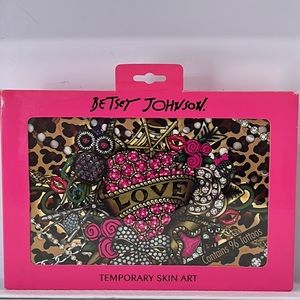 BETSEY JOHNSON.
LOVE
Contains 96 Tattoos
TEMPORARY SKIN ART